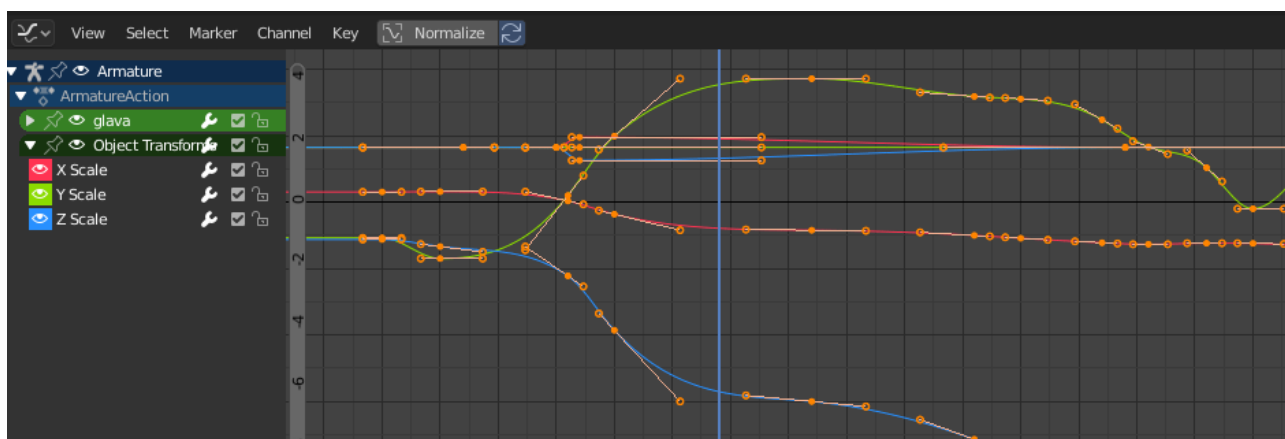 View Select Marker Channel Key Normalize
Armature
ArmatureAction
glava
Object Transform
X Scale
Y Scale
Z Scale
4
2
0
-2
-4
-6